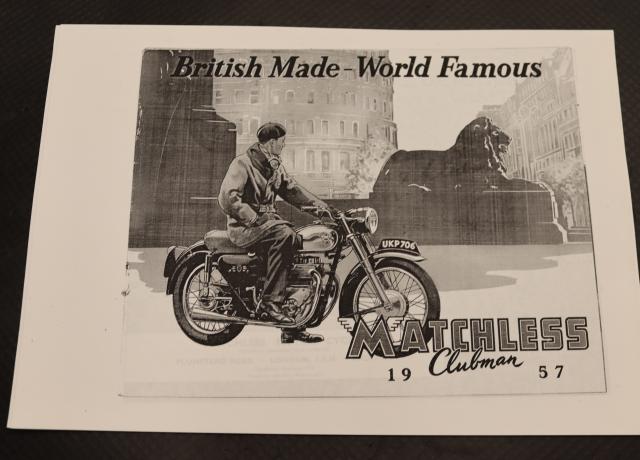 British Made-World Famous
UKP706
MATCHLESS
Clubman
19 57